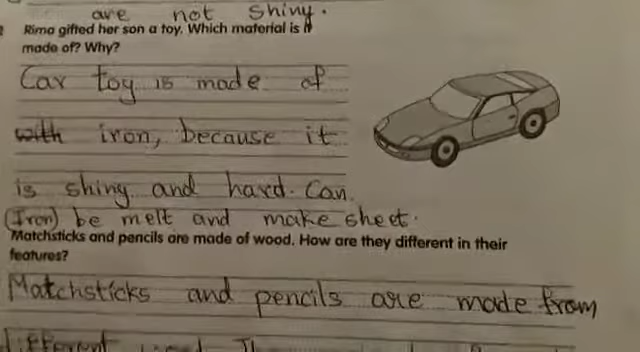 are not shiny.
Rima gifted her son a toy. Which material is it
made of? Why?
Car toy is made of
with iron, because it
is shiny and hard. Can
(Iron) be melt and make sheet.
Matchsticks and pencils are made of wood. How are they different in their
features?
Matchsticks and pencils are made from
different